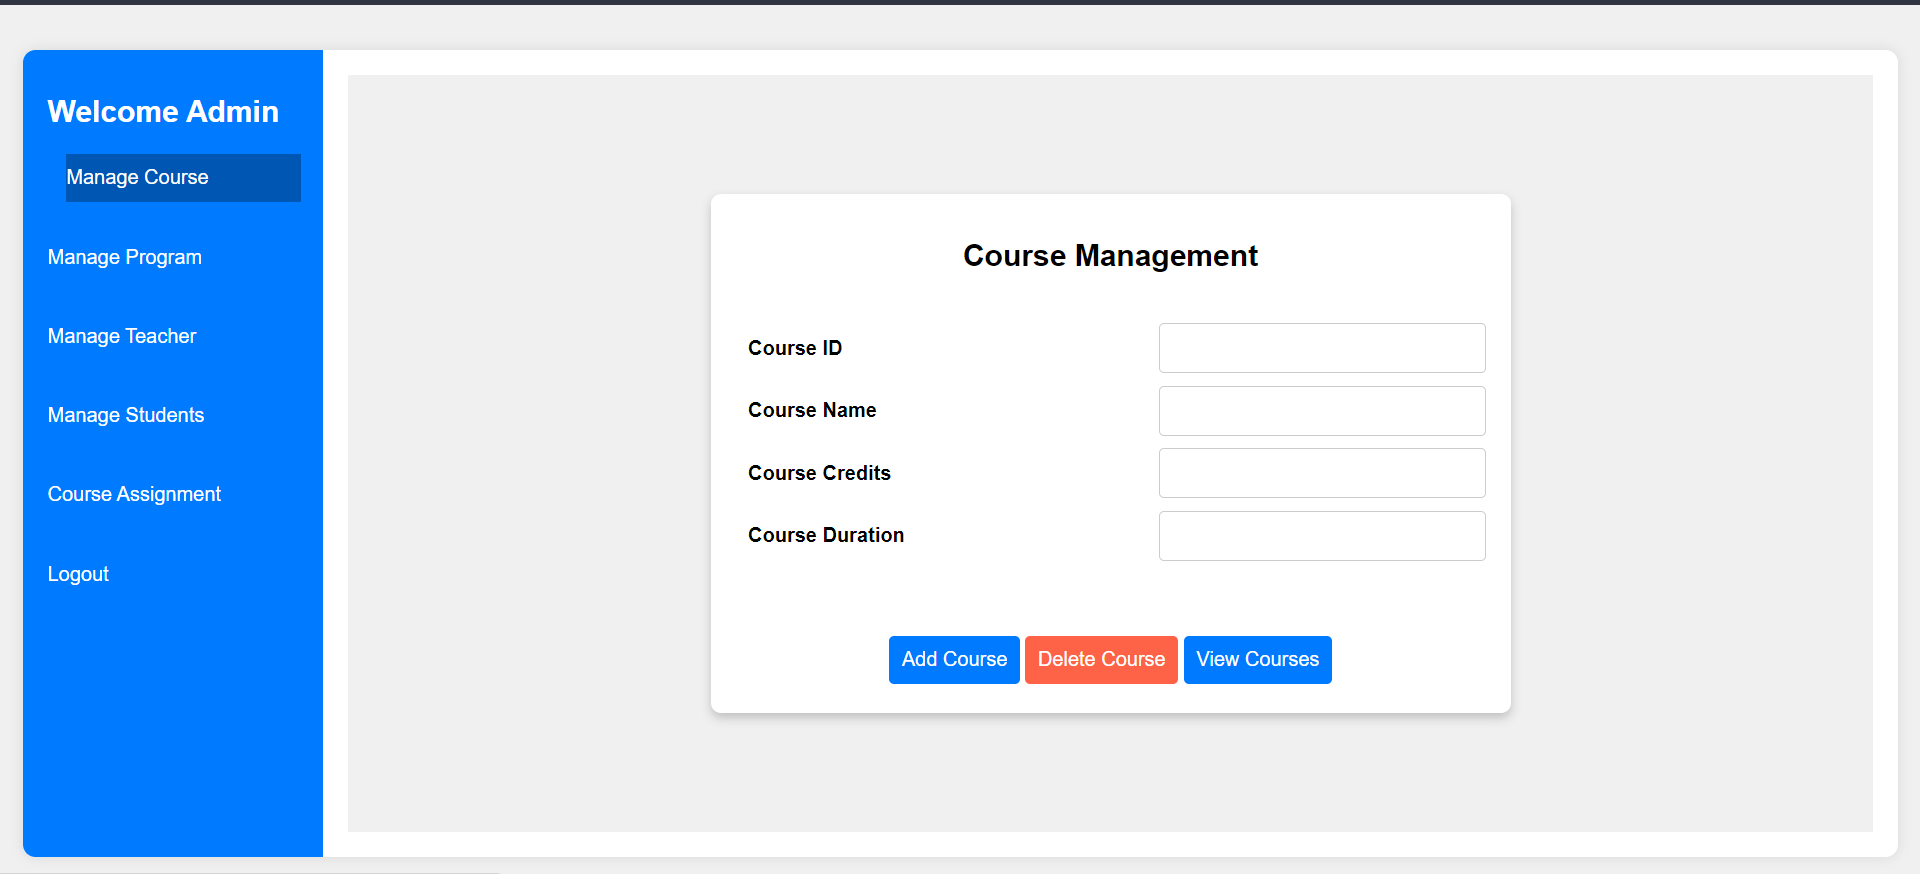 Welcome Admin
Manage Course
Manage Program
Manage Teacher
Manage Students
Course Assignment
Logout
Course Management
Course ID
Course Name
Course Credits
Course Duration
Add Course Delete Course View Courses